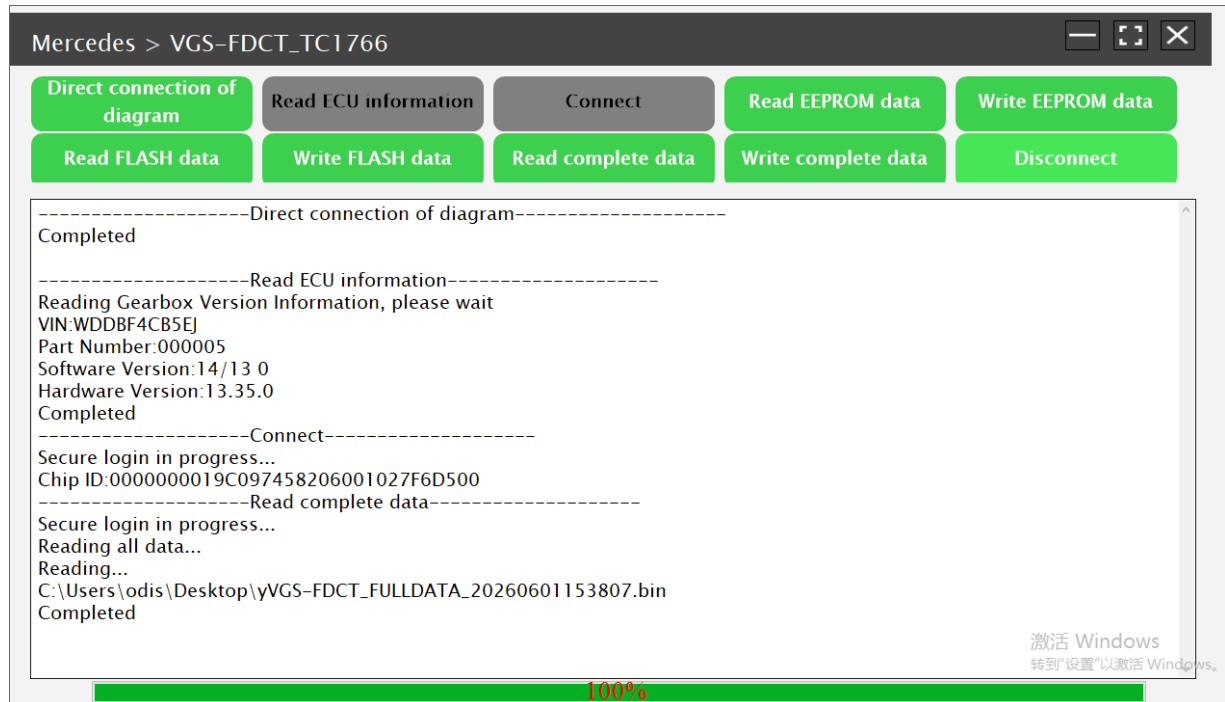 Mercedes > VGS-FDCT_TC1766
Direct connection of
diagram
Read ECU information
Connect
Read EEPROM data
Write EEPROM data
Read FLASH data
Write FLASH data
Read complete data
Write complete data
Disconnect
--------------------Direct connection of diagram--------------------
Completed
--------------------Read ECU information--------------------
Reading Gearbox Version Information, please wait
VIN:WDDBF4CB5EJ
Part Number:000005
Software Version:14/13 0
Hardware Version:13.35.0
Completed
--------------------Connect--------------------
Secure login in progress...
Chip ID:0000000019C097458206001027F6D500
--------------------Read complete data--------------------
Secure login in progress...
Reading all data...
Reading...
C:\Users\odis\Desktop\yVGS-FDCT_FULLDATA_20260601153807.bin
Completed
激活 Windows
转到"设置"以激活 Windows。
100%